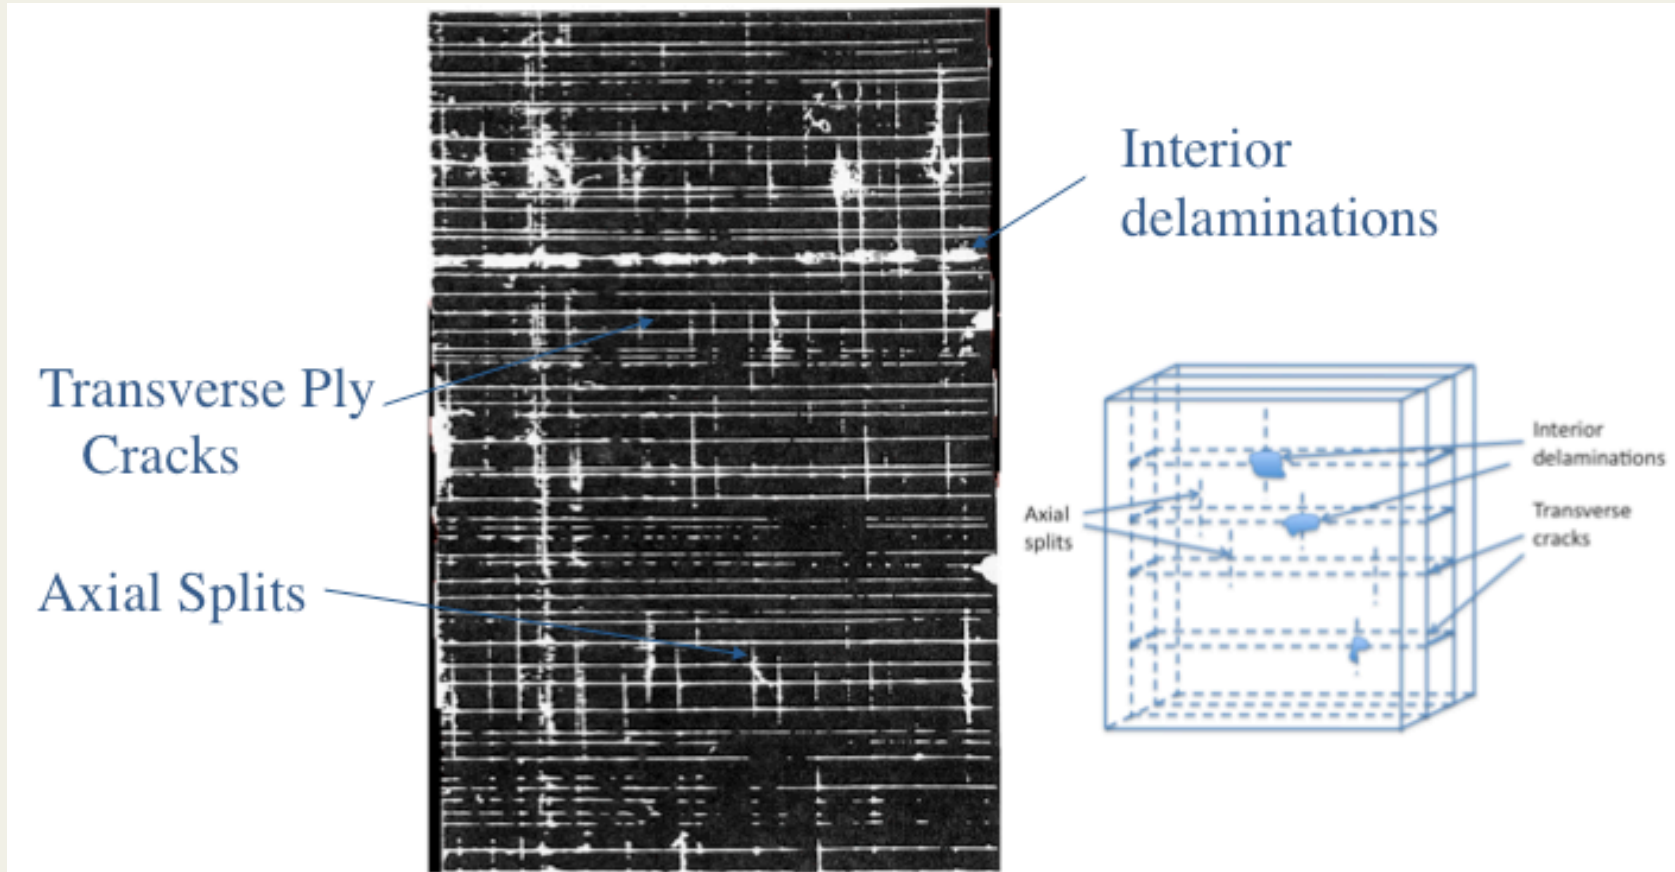 Interior
delaminations
Transverse Ply
Cracks
Axial Splits
Interior
delaminations
Axial
splits
Transverse
cracks